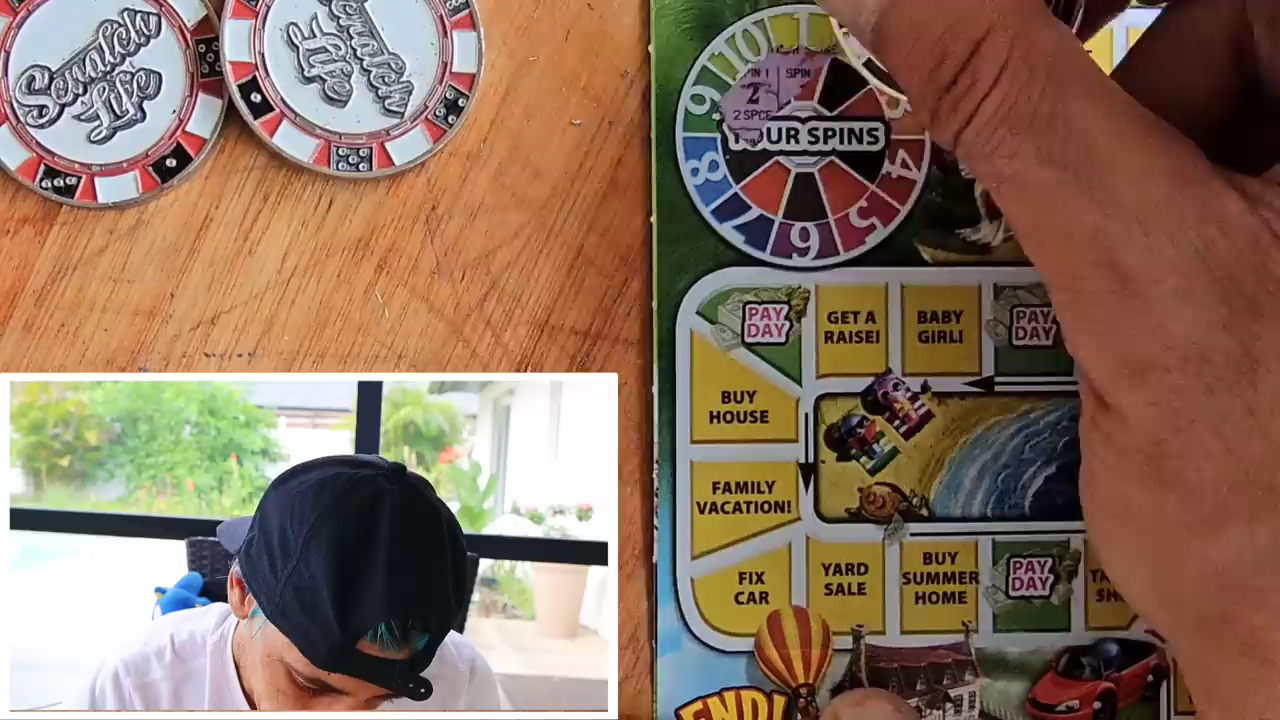 Scratch
Life
Scratch
Life
10
1
9
8
7
6
5
4
SPIN 1
SPIN
2
YOUR SPINS
PAY
DAY
GET A
RAISE!
BABY
GIRL!
PAY
DAY
BUY
HOUSE
FAMILY
VACATION!
FIX
CAR
YARD
SALE
BUY
SUMMER
HOME
PAY
DAY
END!